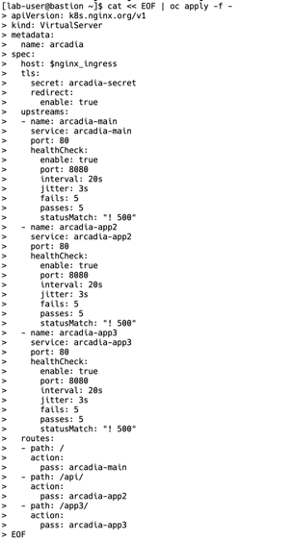 [lab-user@bastion ~]$ cat << EOF | oc apply -f -
> apiVersion: k8s.nginx.org/v1
> kind: VirtualServer
> metadata:
>   name: arcadia
> spec:
>   host: $nginx_ingress
>   tls:
>     secret: arcadia-secret
>     redirect:
>       enable: true
>   upstreams:
>   - name: arcadia-main
>     service: arcadia-main
>     port: 80
>     healthCheck:
>       enable: true
>       port: 8080
>       interval: 20s
>       jitter: 3s
>       fails: 5
>       passes: 5
>       statusMatch: "! 500"
>   - name: arcadia-app2
>     service: arcadia-app2
>     port: 80
>     healthCheck:
>       enable: true
>       port: 8080
>       interval: 20s
>       jitter: 3s
>       fails: 5
>       passes: 5
>       statusMatch: "! 500"
>   - name: arcadia-app3
>     service: arcadia-app3
>     port: 80
>     healthCheck:
>       enable: true
>       port: 8080
>       interval: 20s
>       jitter: 3s
>       fails: 5
>       passes: 5
>       statusMatch: "! 500"
>   routes:
>   - path: /
>     action:
>       pass: arcadia-main
>   - path: /api/
>     action:
>       pass: arcadia-app2
>   - path: /app3/
>     action:
>       pass: arcadia-app3
> EOF